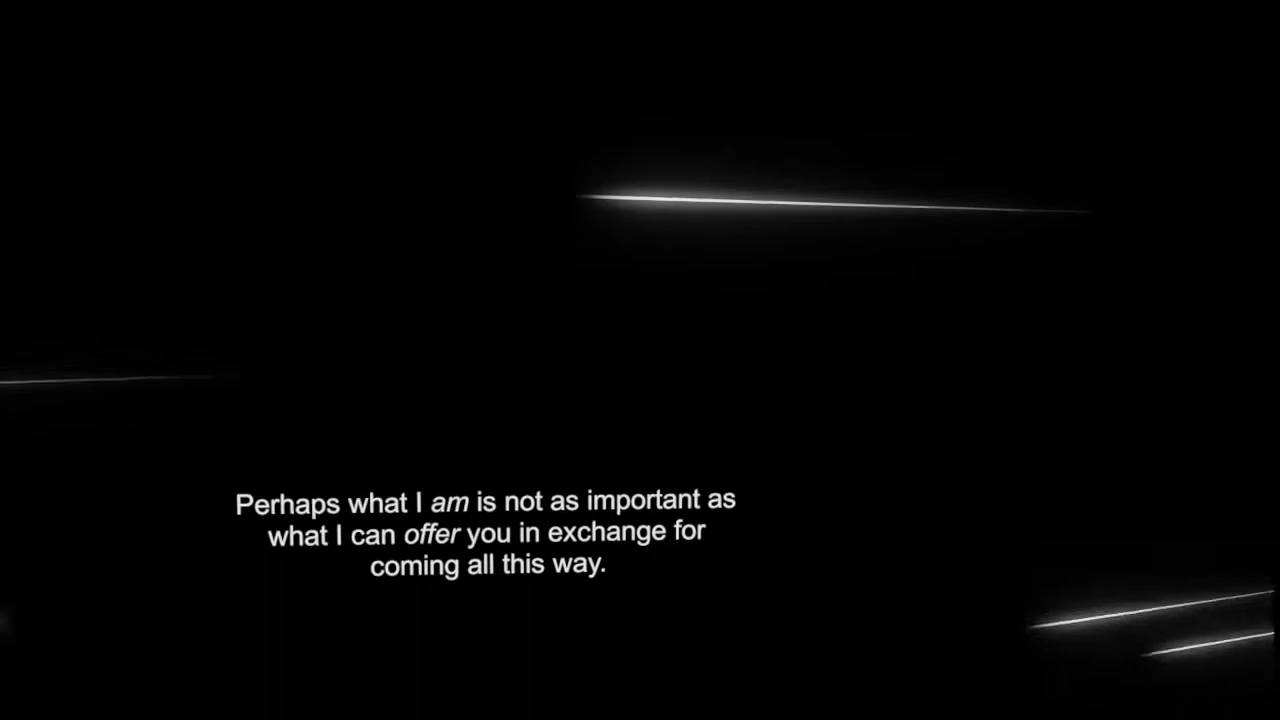 Perhaps what I am is not as important as
what I can offer you in exchange for
coming all this way.